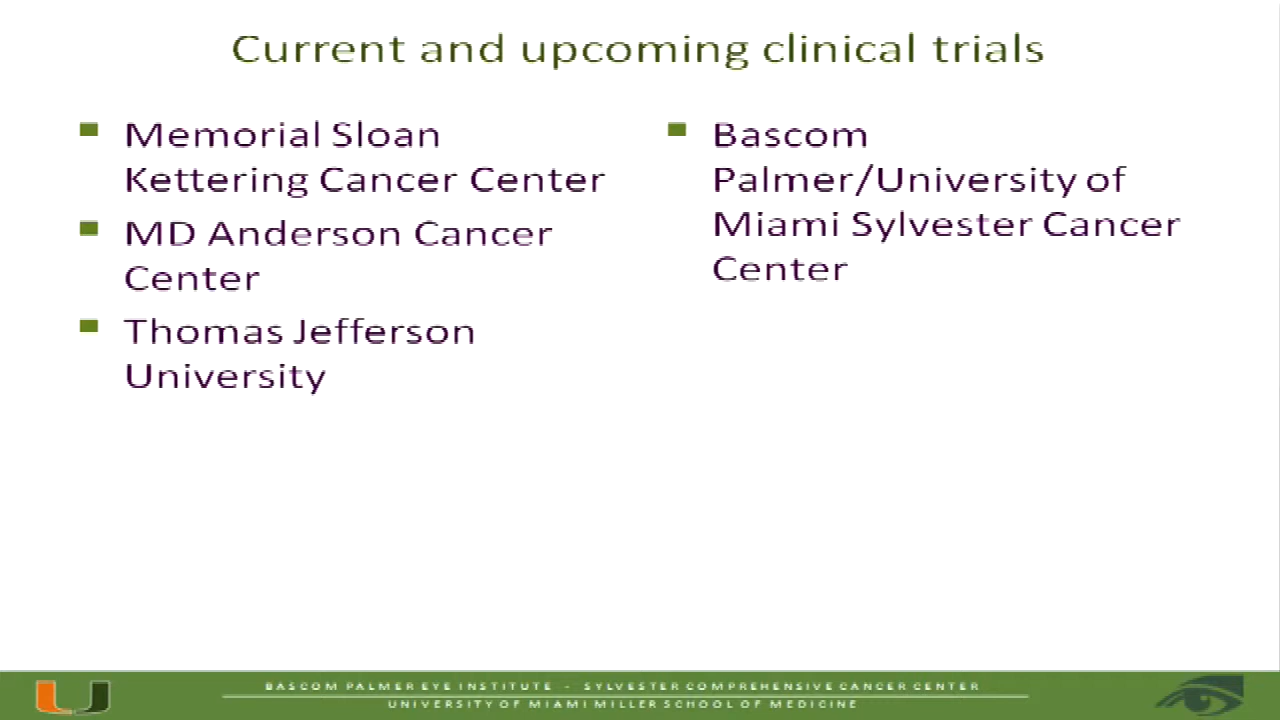 Current and upcoming clinical trials
Memorial Sloan
Kettering Cancer Center
MD Anderson Cancer
Center
Thomas Jefferson
University
Bascom
Palmer/University of
Miami Sylvester Cancer
Center
BASCOM PALMER EYE INSTITUTE - SYLVESTER COMPREHENSIVE CANCER CENTER
UNIVERSITY OF MIAMI MILLER SCHOOL OF MEDICINE